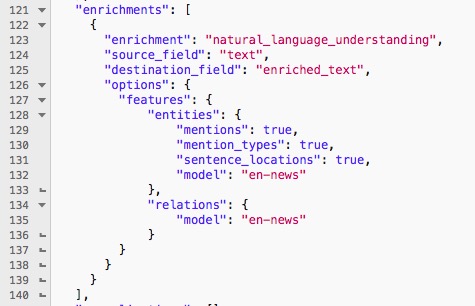 121 "enrichments": [
122 {
123 "enrichment": "natural_language_understanding",
124 "source_field": "text",
125 "destination_field": "enriched_text",
126 "options": {
127 "features": {
128 "entities": {
129 "mentions": true,
130 "mention_types": true,
131 "sentence_locations": true,
132 "model": "en-news"
133 },
134 "relations": {
135 "model": "en-news"
136 }
137 }
138 }
139 }
140 ],